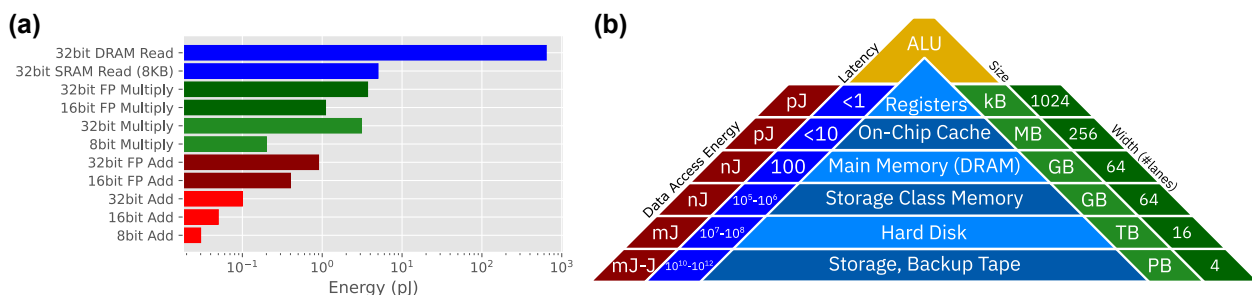 (a)
32bit DRAM Read
32bit SRAM Read (8KB)
32bit FP Multiply
16bit FP Multiply
32bit Multiply
8bit Multiply
32bit FP Add
16bit FP Add
32bit Add
16bit Add
8bit Add
10⁻¹ 10⁰ 10¹ 10² 10³
Energy (pJ)
(b)
ALU
Data Access Energy
Latency
Size
Width (#lanes)
pJ <1 Registers kB 1024
pJ <10 On-Chip Cache MB 256
nJ 100 Main Memory (DRAM) GB 64
nJ 10⁵-10⁶ Storage Class Memory GB 64
mJ 10⁷-10⁸ Hard Disk TB 16
mJ-J 10¹⁰-10¹² Storage, Backup Tape PB 4